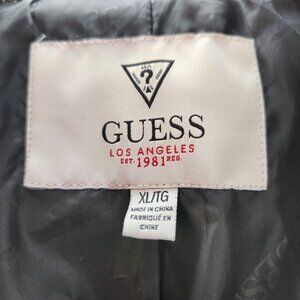 ?
GUESS
LOS ANGELES
EST. 1981 REG.
XL/TG
MADE IN CHINA
FABRIQUÉ EN
CHINE